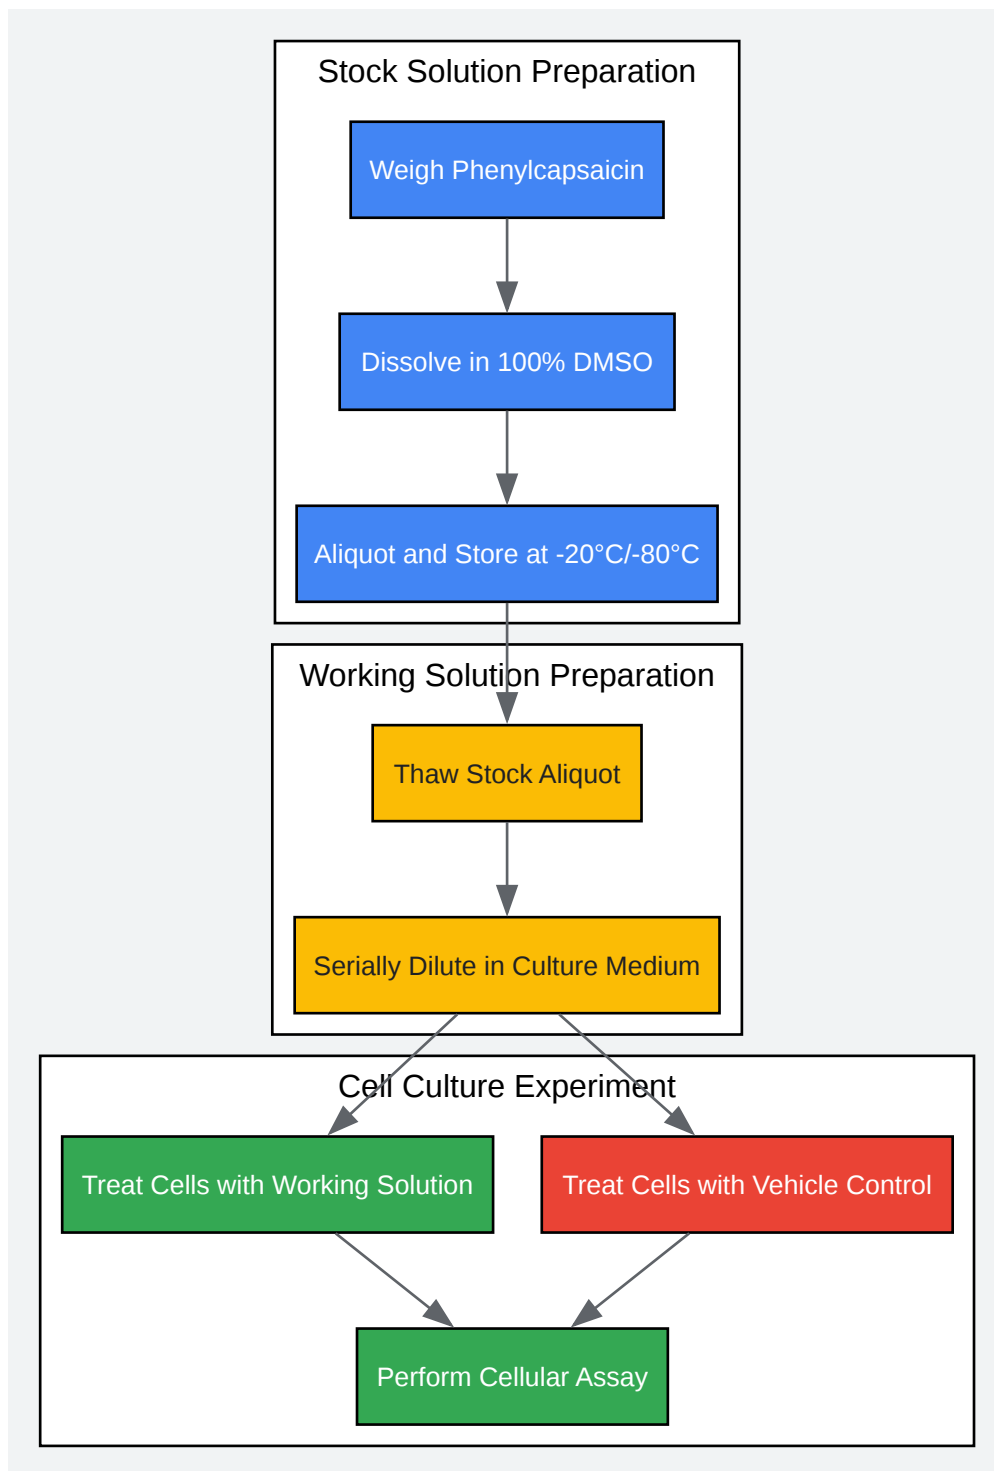 Stock Solution Preparation
Weigh Phenylcapsaicin
Dissolve in 100% DMSO
Aliquot and Store at -20°C/-80°C
Working Solution Preparation
Thaw Stock Aliquot
Serially Dilute in Culture Medium
Cell Culture Experiment
Treat Cells with Working Solution
Treat Cells with Vehicle Control
Perform Cellular Assay